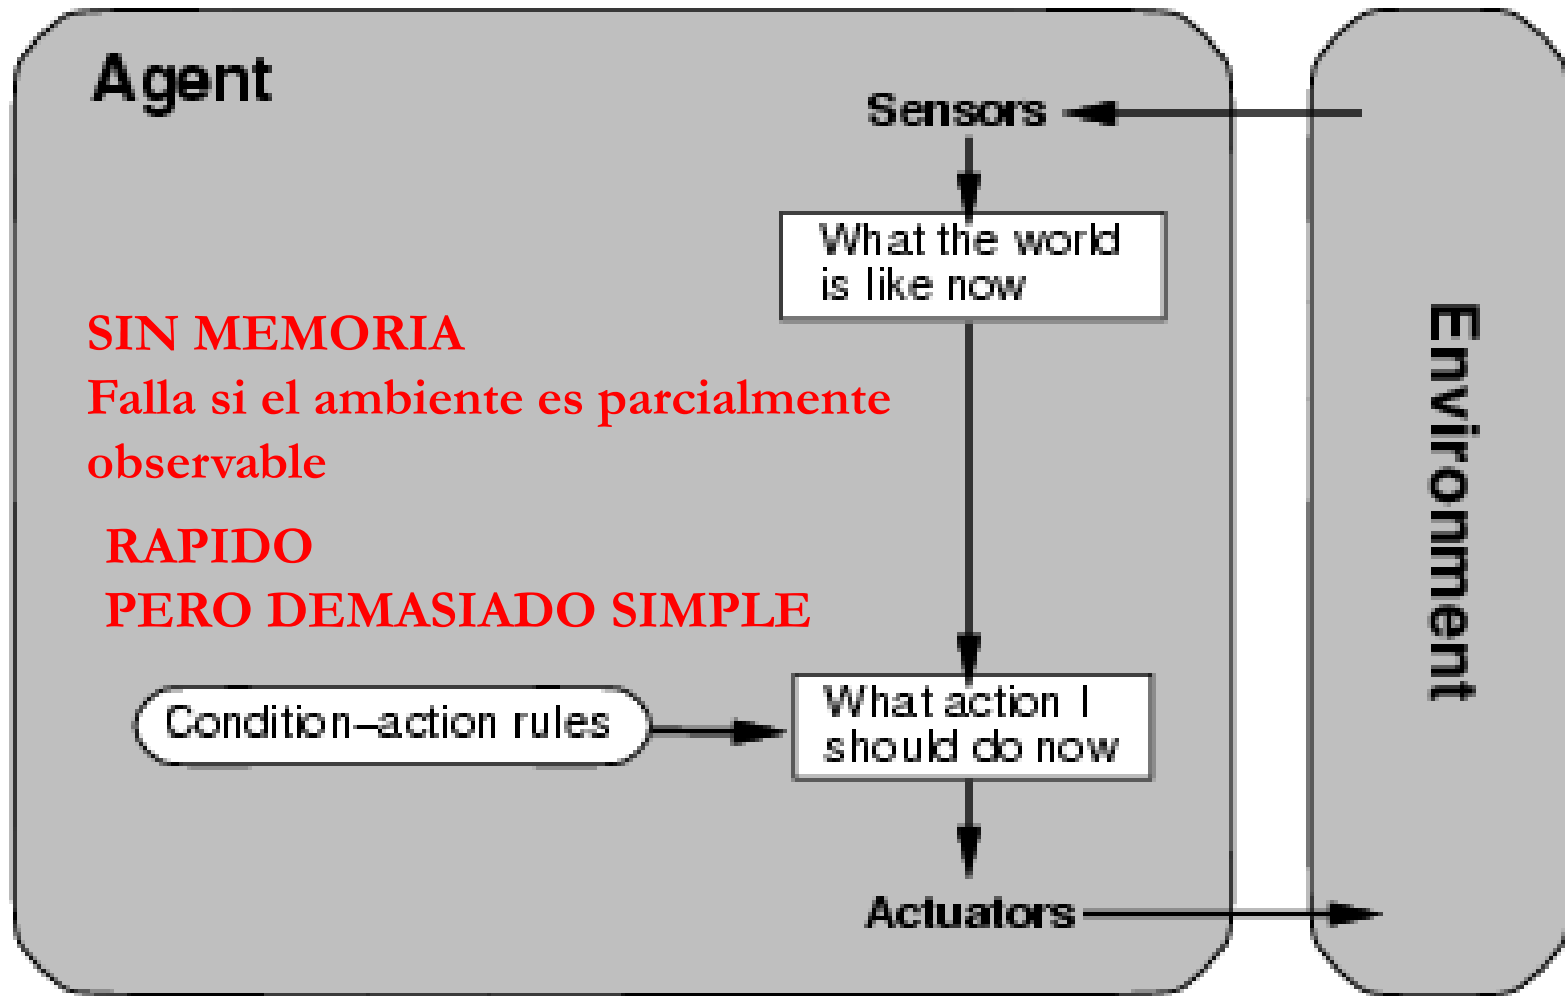 Agent
Sensors
What the world
is like now
SIN MEMORIA
Falla si el ambiente es parcialmente
observable
RAPIDO
PERO DEMASIADO SIMPLE
Condition–action rules
What action I
should do now
Actuators
Environment